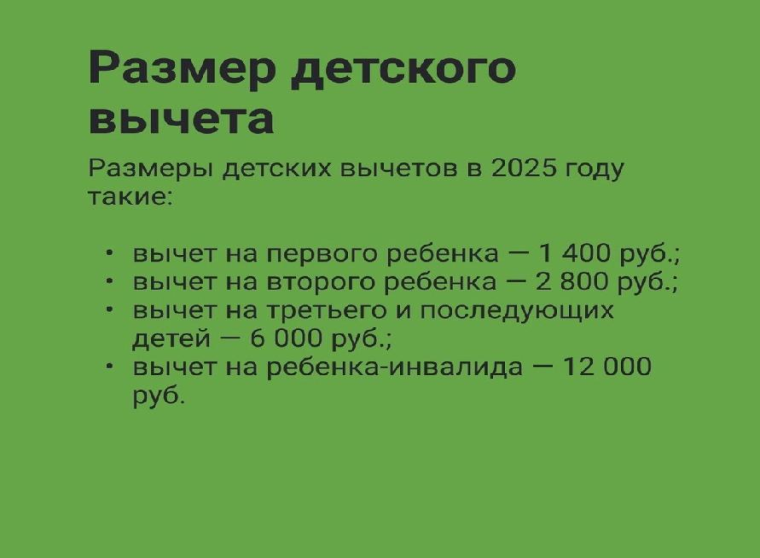 Размер детского
вычета
Размеры детских вычетов в 2025 году
такие:
• вычет на первого ребенка — 1 400 руб.;
• вычет на второго ребенка — 2 800 руб.;
• вычет на третьего и последующих
детей — 6 000 руб.;
• вычет на ребенка-инвалида — 12 000
руб.